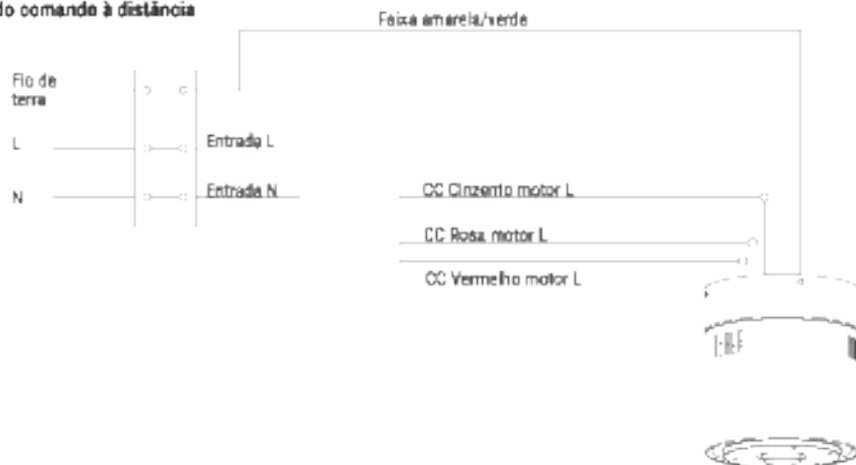 do comando à distância
Faixa amarela/verde
Fio de
terra
L
Entrada L
N
Entrada N
CC Cinzento motor L
CC Rosa motor L
CC Vermelho motor L